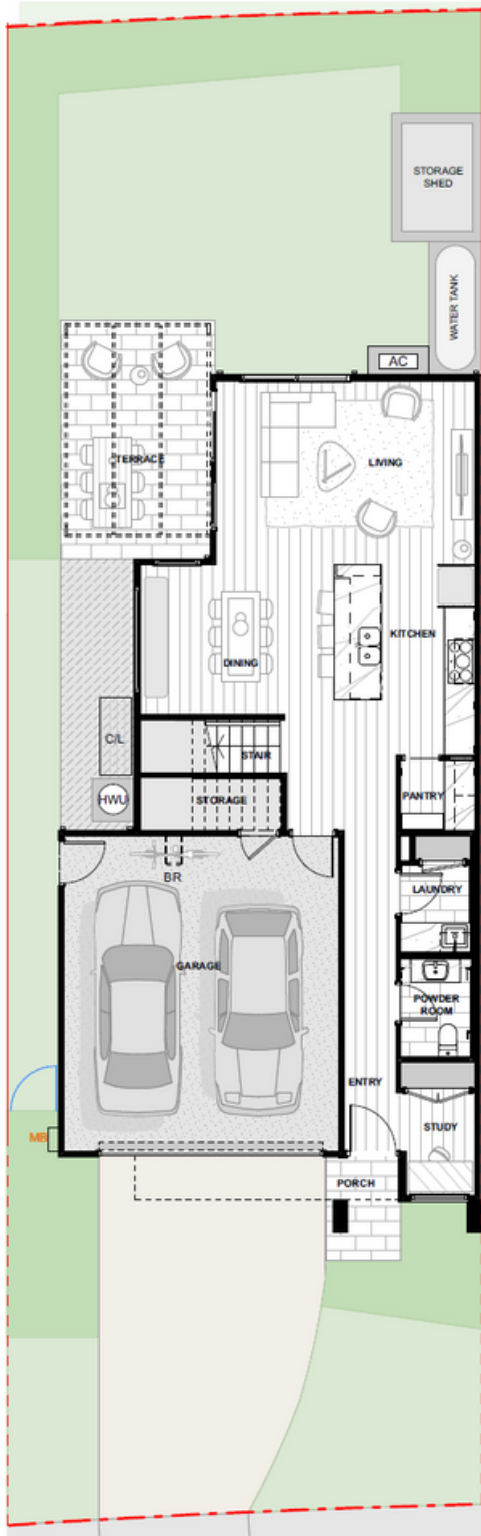 STORAGE
SHED
WATER TANK
AC
TERRACE
LIVING
KITCHEN
DINING
C/L
STAIR
HWU
STORAGE
PANTRY
BR
LAUNDRY
GARAGE
POWDER
ROOM
ENTRY
STUDY
MB
PORCH